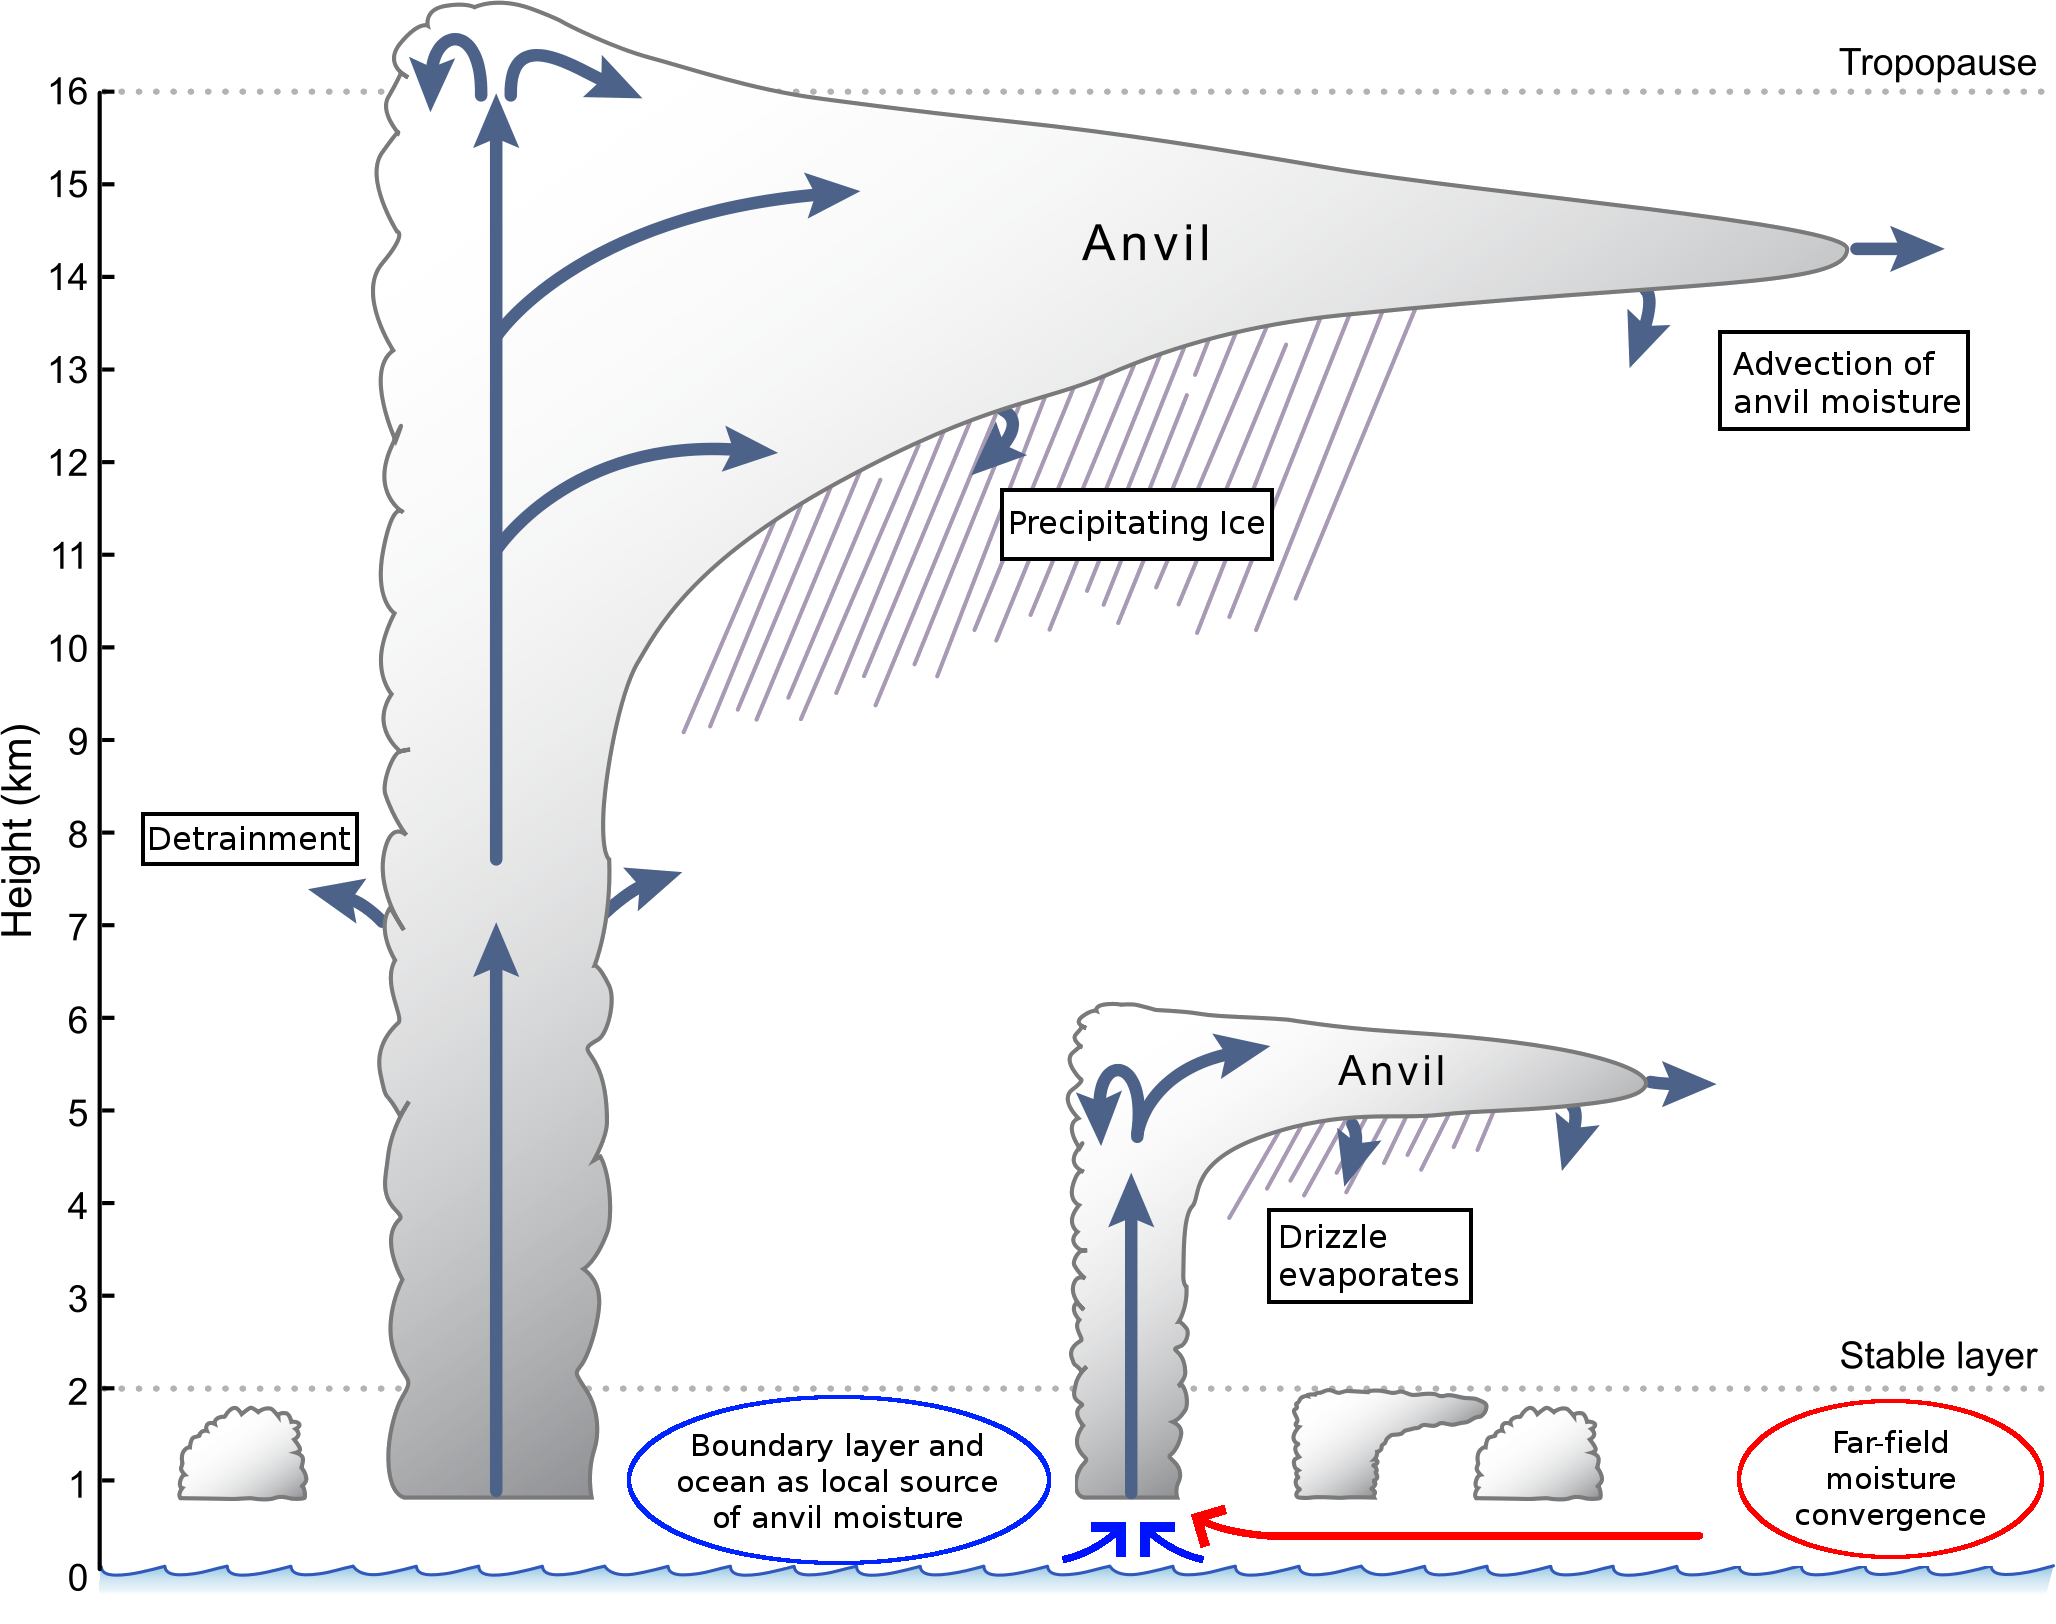 Tropopause
16
15
14
13
12
11
10
9
8
7
6
5
4
3
2
1
0
Height (km)
Anvil
Advection of
anvil moisture
Precipitating Ice
Detrainment
Anvil
Drizzle
evaporates
Stable layer
Boundary layer and
ocean as local source
of anvil moisture
Far-field
moisture
convergence